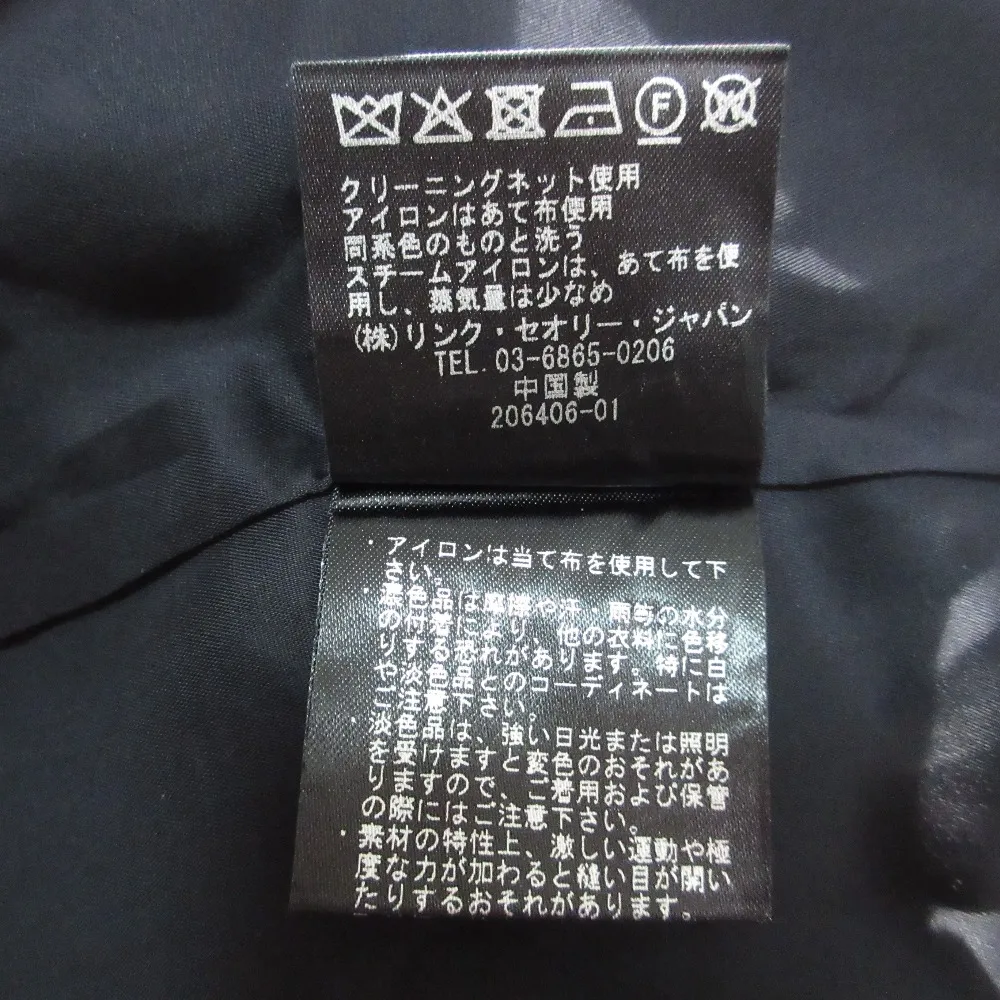 F
W
クリーニングネット使用
アイロンはあて布使用
同系色のものと洗う
スチームアイロンは、あて布を使
用し、蒸気量は少なめ
(株)リンク・セオリー・ジャパン
TEL.03-6865-0206
中国製
206406-01
・アイロンは当て布を使用して下
さい。
・濃色品は摩擦や汗・雨等の水分
のり付着により、他の衣料に色移
りする恐れがあります。特に白
や淡色品とのコーディネートは
ご注意下さい。
・淡色品は、強い日光または照明
を受けますと変色のおそれがあ
りますので、ご着用および保管
の際にはご注意下さい。
・素材の特性上、激しい運動や極
度な力が加わると縫い目が開い
たりするおそれがあります。